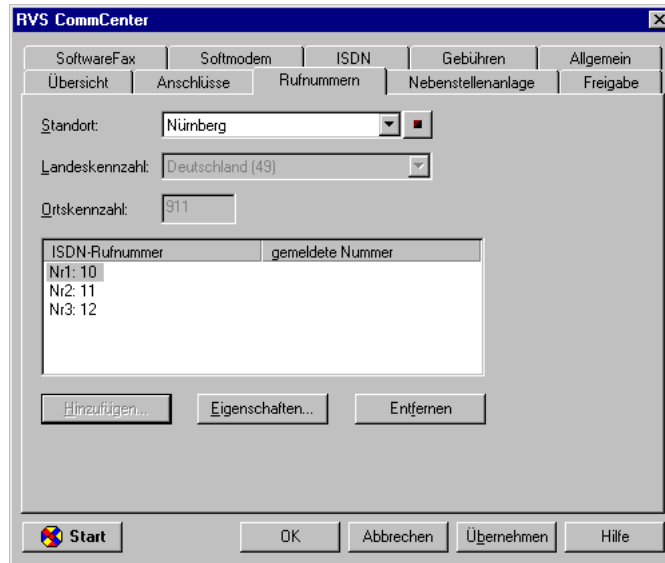 RVS CommCenter
SoftwareFax Softmodem ISDN Gebühren Allgemein
Übersicht Anschlüsse Rufnummern Nebenstellenanlage Freigabe
Standort: Nürnberg
Landeskennzahl: Deutschland (49)
Ortskennzahl: 911
ISDN-Rufnummer gemeldete Nummer
Nr1: 10
Nr2: 11
Nr3: 12
Hinzufügen... Eigenschaften... Entfernen
Start OK Abbrechen Übernehmen Hilfe